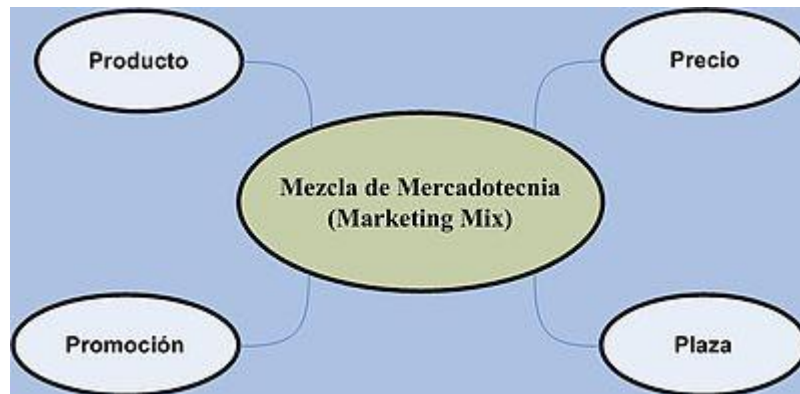 Producto
Precio
Mezcla de Mercadotecnia
(Marketing Mix)
Promoción
Plaza